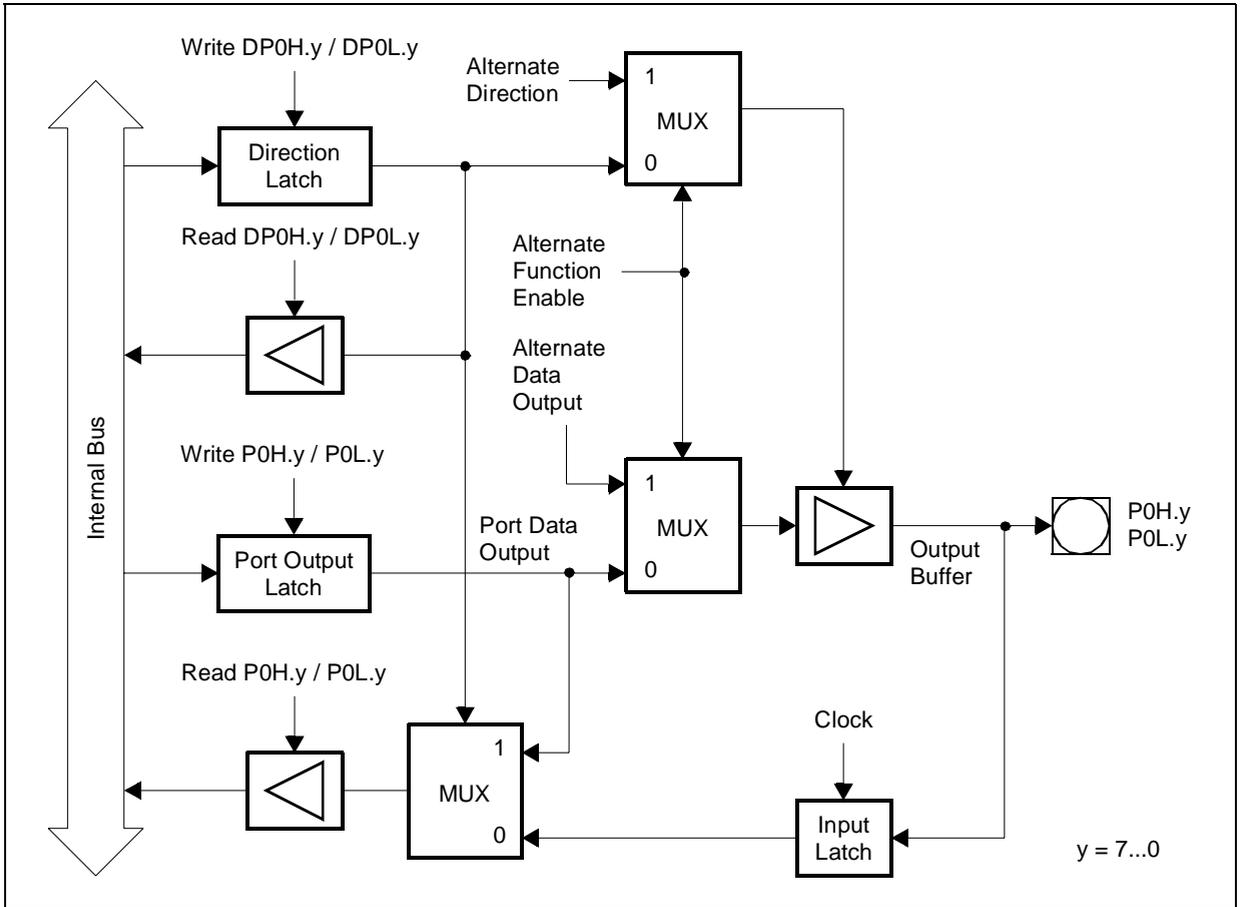 Write DP0H.y / DP0L.y
Alternate
Direction
1
MUX
0
Direction
Latch
Read DP0H.y / DP0L.y
Alternate
Function
Enable
Alternate
Data
Output
Internal Bus
Write P0H.y / P0L.y
1
MUX
0
Port Data
Output
P0H.y
P0L.y
Output
Buffer
Port Output
Latch
Read P0H.y / P0L.y
Clock
1
MUX
0
Input
Latch
y = 7...0